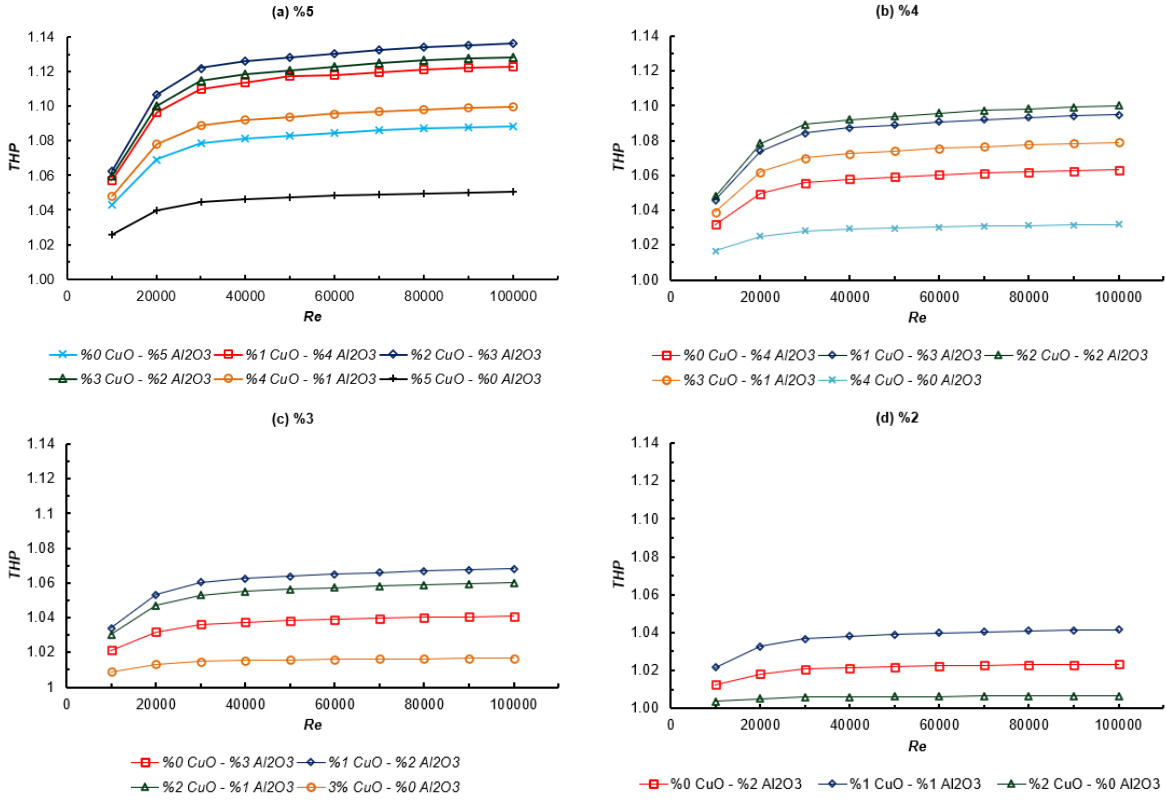 (a) %5
1.14
1.12
1.10
1.08
1.06
1.04
1.02
1.00
THP
0 20000 40000 60000 80000 100000
Re
%0 CuO - %5 Al2O3 %1 CuO - %4 Al2O3 %2 CuO - %3 Al2O3
%3 CuO - %2 Al2O3 %4 CuO - %1 Al2O3 %5 CuO - %0 Al2O3
(b) %4
1.14
1.12
1.10
1.08
1.06
1.04
1.02
1.00
THP
0 20000 40000 60000 80000 100000
Re
%0 CuO - %4 Al2O3 %1 CuO - %3 Al2O3 %2 CuO - %2 Al2O3
%3 CuO - %1 Al2O3 %4 CuO - %0 Al2O3
(c) %3
1.14
1.12
1.1
1.08
1.06
1.04
1.02
1
THP
0 20000 40000 60000 80000 100000
Re
%0 CuO - %3 Al2O3 %1 CuO - %2 Al2O3
%2 CuO - %1 Al2O3 3% CuO - %0 Al2O3
(d) %2
1.14
1.12
1.10
1.08
1.06
1.04
1.02
1.00
THP
0 20000 40000 60000 80000 100000
Re
%0 CuO - %2 Al2O3 %1 CuO - %1 Al2O3 %2 CuO - %0 Al2O3